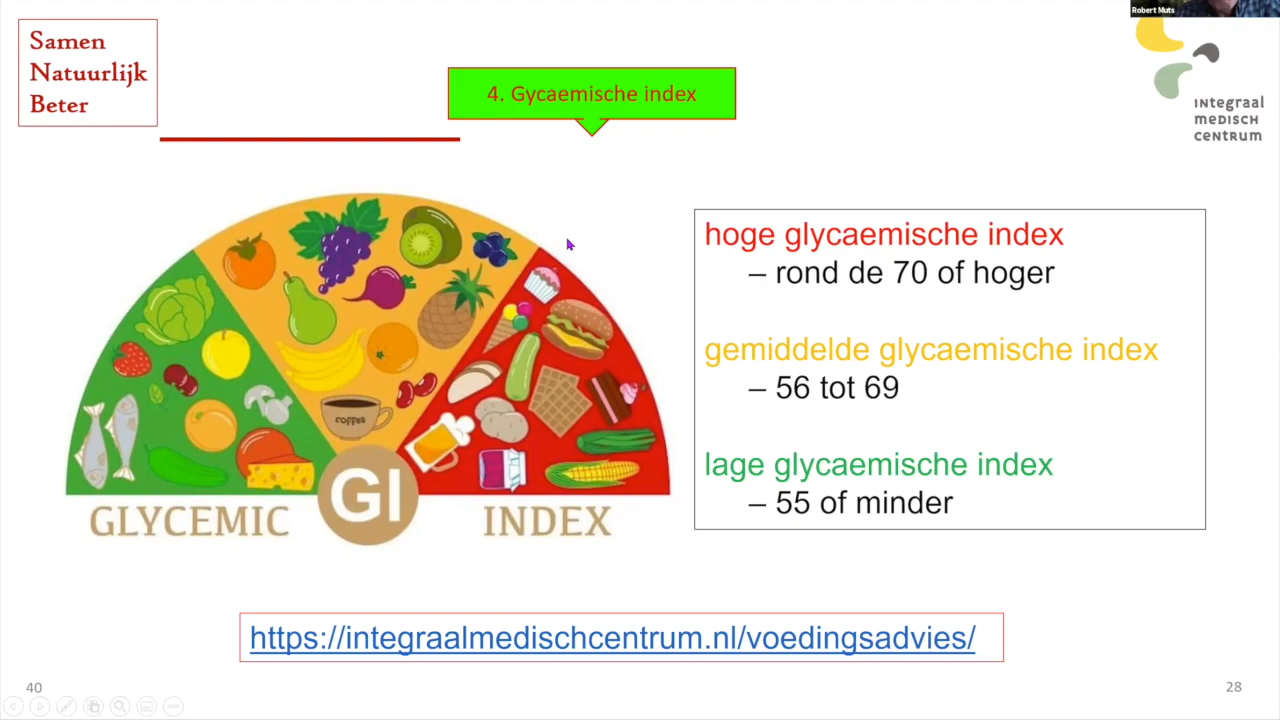 Robert Muts
Samen
Natuurlijk
Beter
4. Gycaemische index
integraal
medisch
centrum
hoge glycaemische index
– rond de 70 of hoger
gemiddelde glycaemische index
– 56 tot 69
lage glycaemische index
– 55 of minder
COFFEE
GI
GLYCEMIC INDEX
https://integraalmedischcentrum.nl/voedingsadvies/
40
28